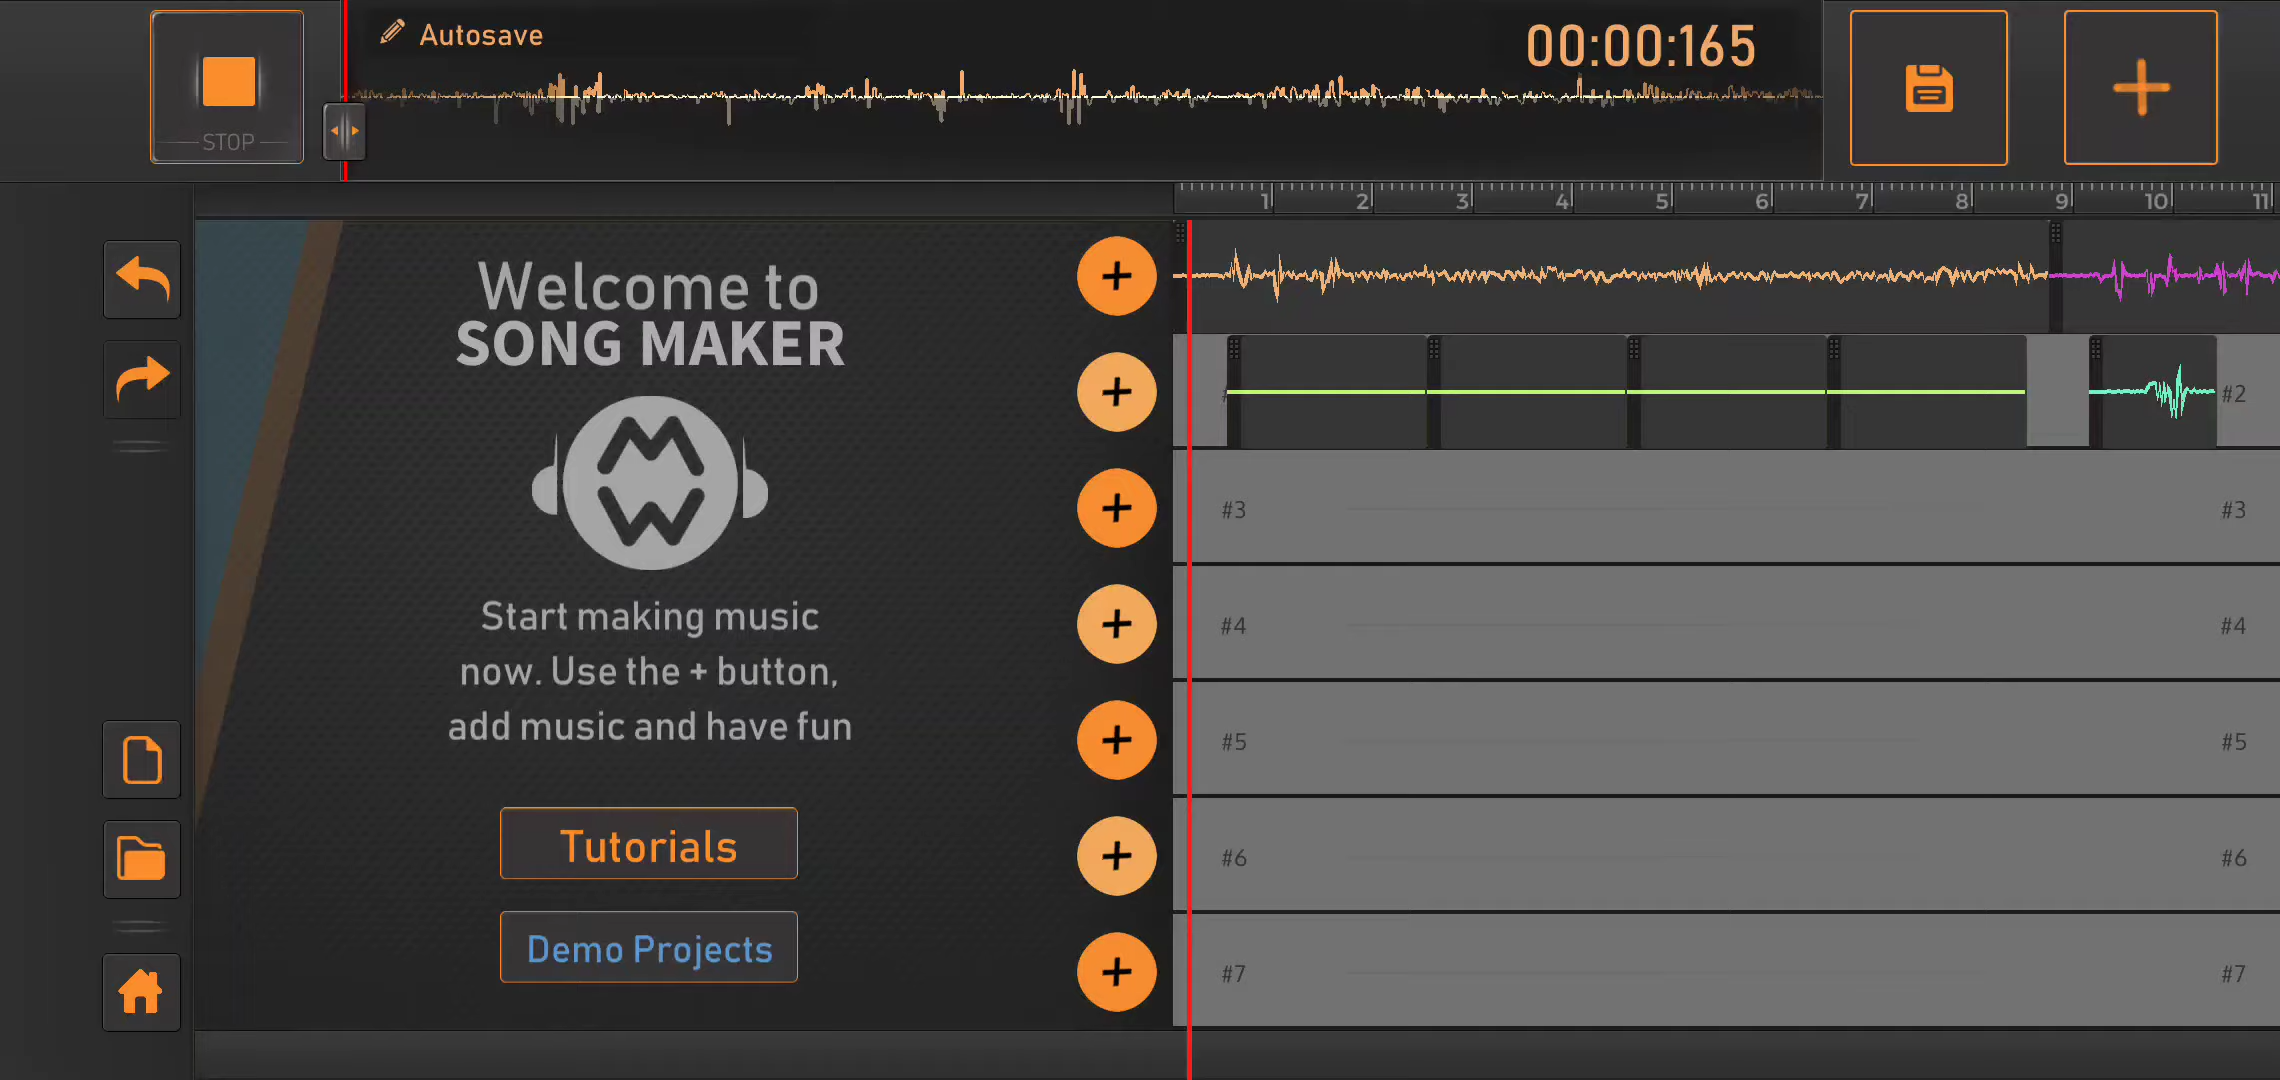 Autosave
00:00:165
STOP
1 2 3 4 5 6 7 8 9 10 11
Welcome to
SONG MAKER
MW
Start making music
now. Use the + button,
add music and have fun
Tutorials
Demo Projects
#2
#3 #3
#4 #4
#5 #5
#6 #6
#7 #7